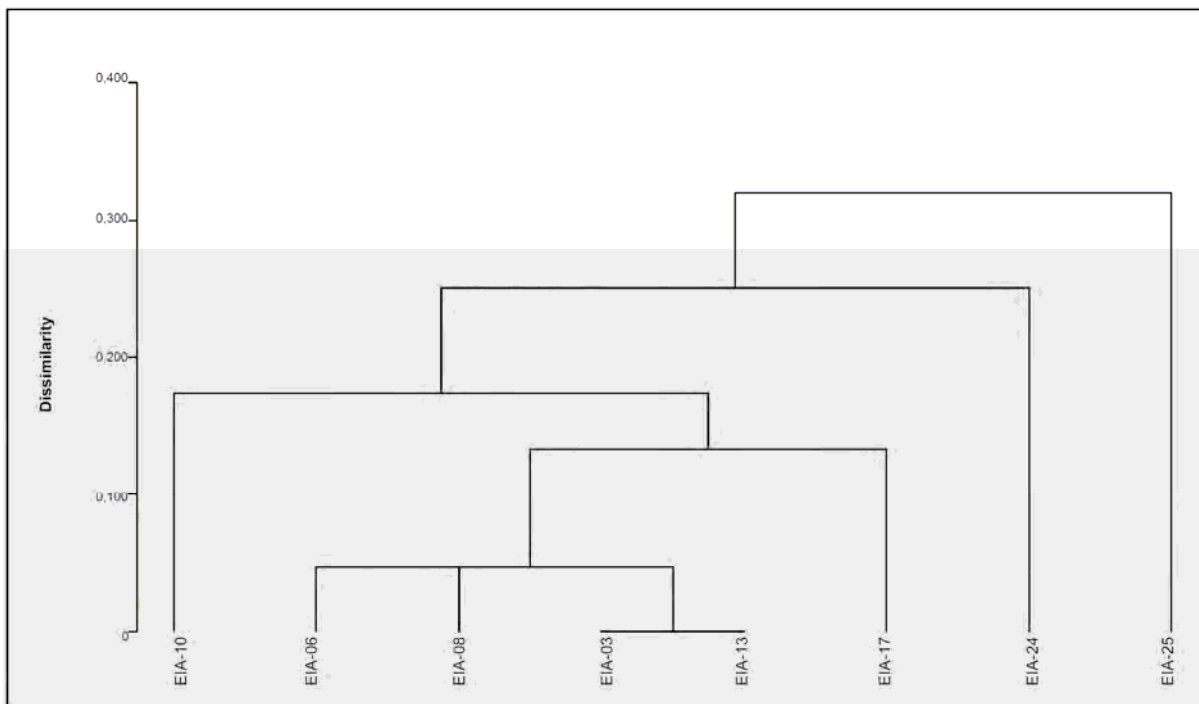 0,400
0,300
Dissimilarity
0,200
0,100
0
EIA-10
EIA-06
EIA-08
EIA-03
EIA-13
EIA-17
EIA-24
EIA-25